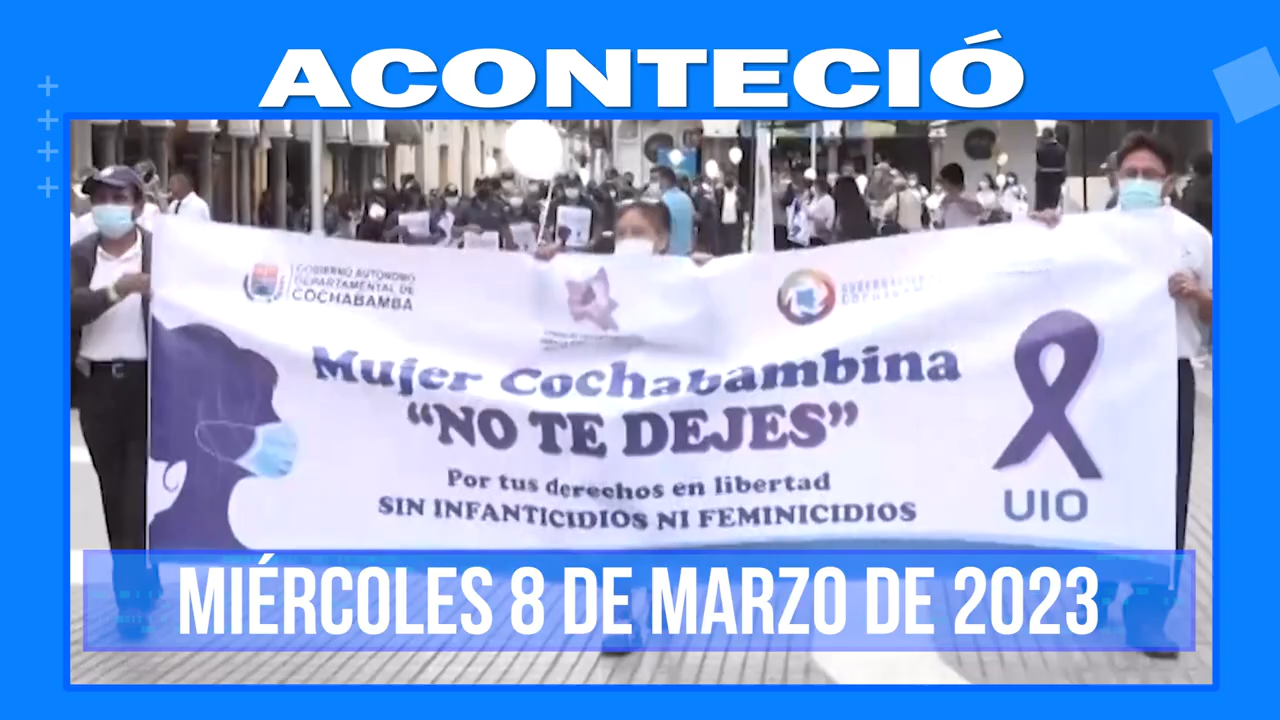 ACONTECIÓ
GOBIERNO AUTÓNOMO
DEPARTAMENTAL DE
COCHABAMBA
Mujer Cochabambina
“NO TE DEJES”
Por tus derechos en libertad
SIN INFANTICIDIOS NI FEMINICIDIOS
UIO
MIÉRCOLES 8 DE MARZO DE 2023